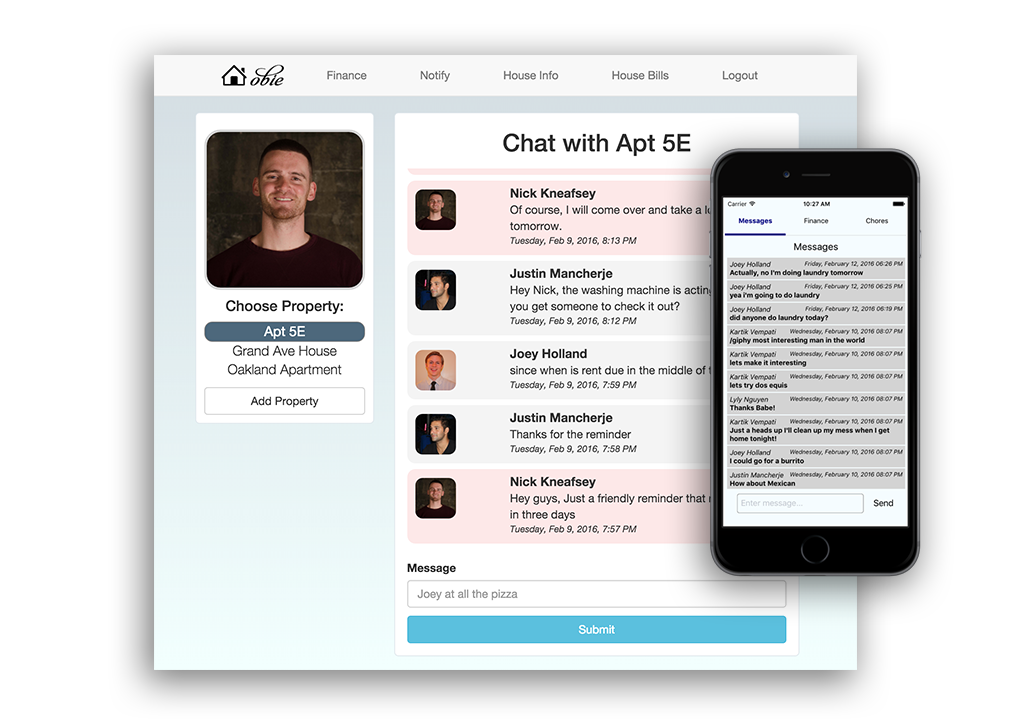 obie
Finance
Notify
House Info
House Bills
Logout
Choose Property:
Apt 5E
Grand Ave House
Oakland Apartment
Add Property
Chat with Apt 5E
Nick Kneafsey
Of course, I will come over and take a
tomorrow.
Tuesday, Feb 9, 2016, 8:13 PM
Justin Mancherje
Hey Nick, the washing machine is acting
you get someone to check it out?
Tuesday, Feb 9, 2016, 8:12 PM
Joey Holland
since when is rent due in the middle of
Tuesday, Feb 9, 2016, 7:59 PM
Justin Mancherje
Thanks for the reminder
Tuesday, Feb 9, 2016, 7:58 PM
Nick Kneafsey
Hey guys, Just a friendly reminder that
in three days
Tuesday, Feb 9, 2016, 7:57 PM
Message
Joey at all the pizza
Submit
Carrier 10:27 AM
Messages Finance Chores
Messages
Joey Holland Friday, February 12, 2016 06:26 PM
Actually, no I'm doing laundry tomorrow
Joey Holland Friday, February 12, 2016 06:25 PM
yea i'm going to do laundry
Joey Holland Friday, February 12, 2016 06:19 PM
did anyone do laundry today?
Kartik Vempati Wednesday, February 10, 2016 08:07 PM
/giphy most interesting man in the world
Kartik Vempati Wednesday, February 10, 2016 08:07 PM
lets make it interesting
Kartik Vempati Wednesday, February 10, 2016 08:07 PM
lets try dos equis
Lyly Nguyen Wednesday, February 10, 2016 08:07 PM
Thanks Babe!
Kartik Vempati Wednesday, February 10, 2016 08:07 PM
Just a heads up I'll clean up my mess when I get
home tonight!
Joey Holland Wednesday, February 10, 2016 08:07 PM
I could go for a burrito
Justin Mancherje Wednesday, February 10, 2016 08:07 PM
How about Mexican
Enter message...
Send